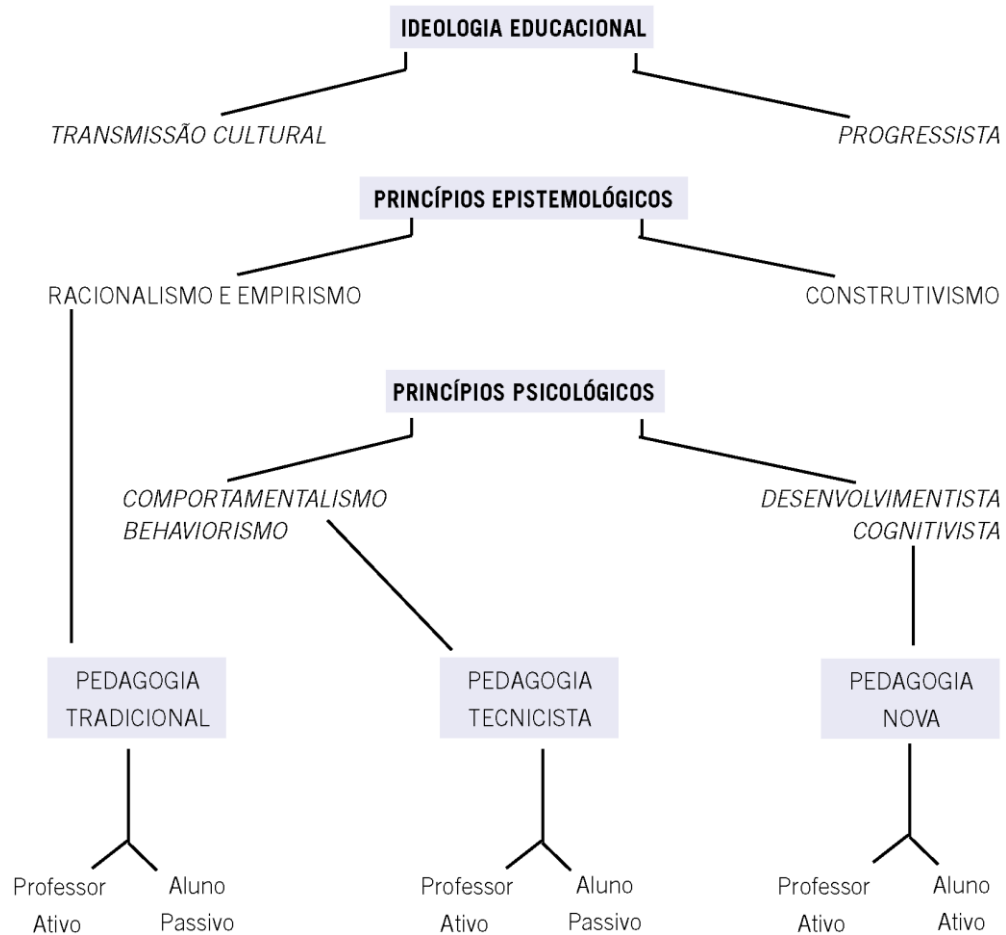 IDEOLOGIA EDUCACIONAL
TRANSMISSÃO CULTURAL
PROGRESSISTA
PRINCÍPIOS EPISTEMOLÓGICOS
RACIONALISMO E EMPIRISMO
CONSTRUTIVISMO
PRINCÍPIOS PSICOLÓGICOS
COMPORTAMENTALISMO
BEHAVIORISMO
DESENVOLVIMENTISTA
COGNITIVISTA
PEDAGOGIA
TRADICIONAL
PEDAGOGIA
TECNICISTA
PEDAGOGIA
NOVA
Professor
Ativo
Aluno
Passivo
Professor
Ativo
Aluno
Passivo
Professor
Ativo
Aluno
Ativo